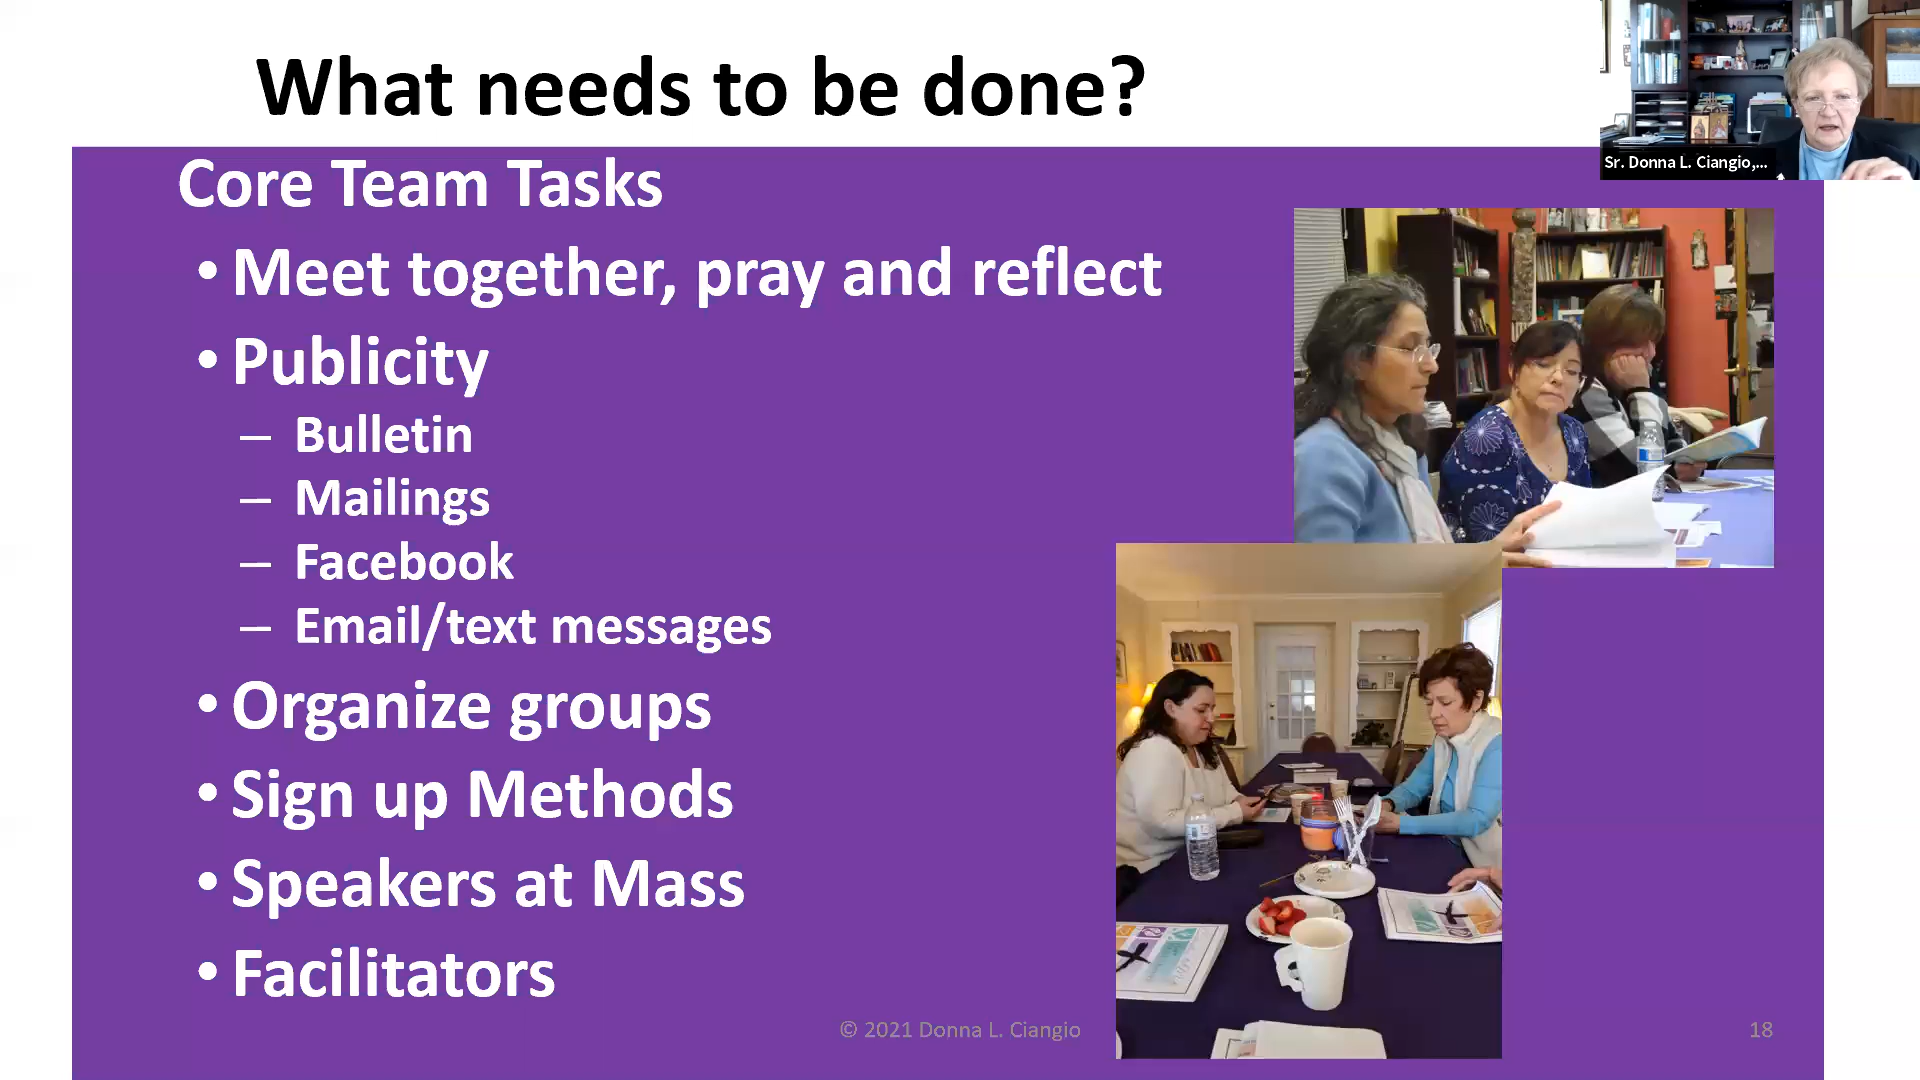 What needs to be done?
Sr. Donna L. Ciangio,...
Core Team Tasks
• Meet together, pray and reflect
• Publicity
– Bulletin
– Mailings
– Facebook
– Email/text messages
• Organize groups
• Sign up Methods
• Speakers at Mass
• Facilitators
© 2021 Donna L. Ciangio
18